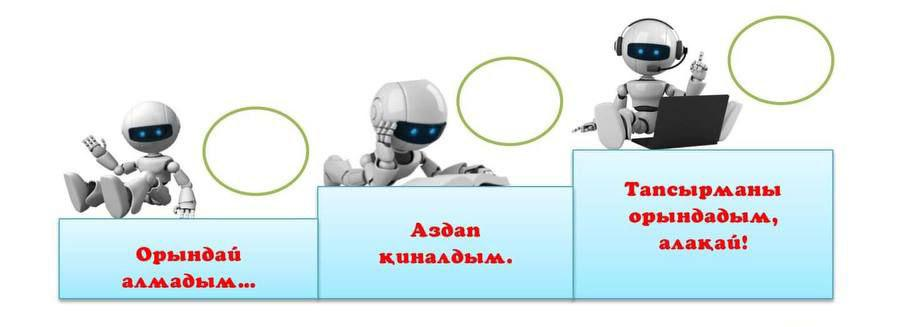 Орындай
алмадым...
Аздап
қиналдым.
Тапсырманы
орындадым,
алақай!